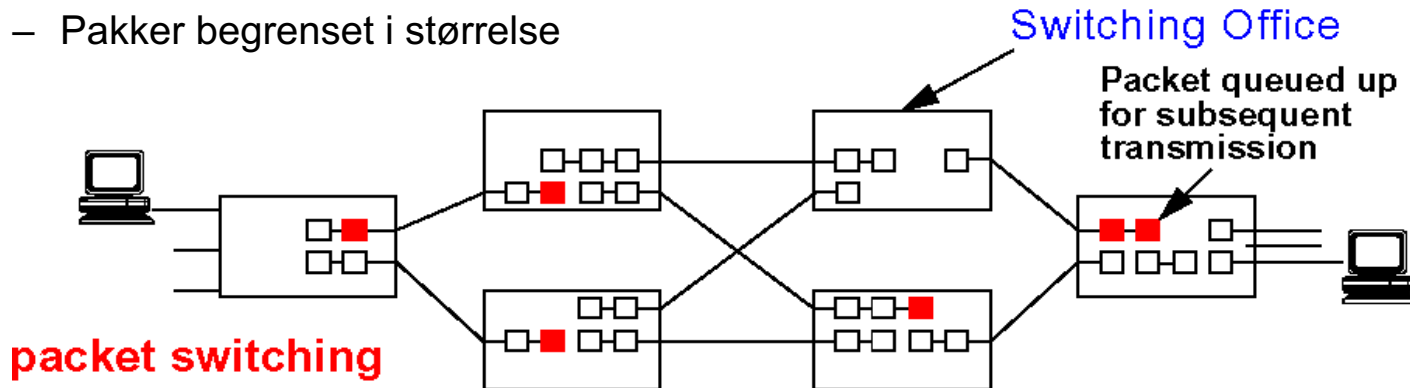 – Pakker begrenset i størrelse
Switching Office
Packet queued up
for subsequent
transmission
packet switching